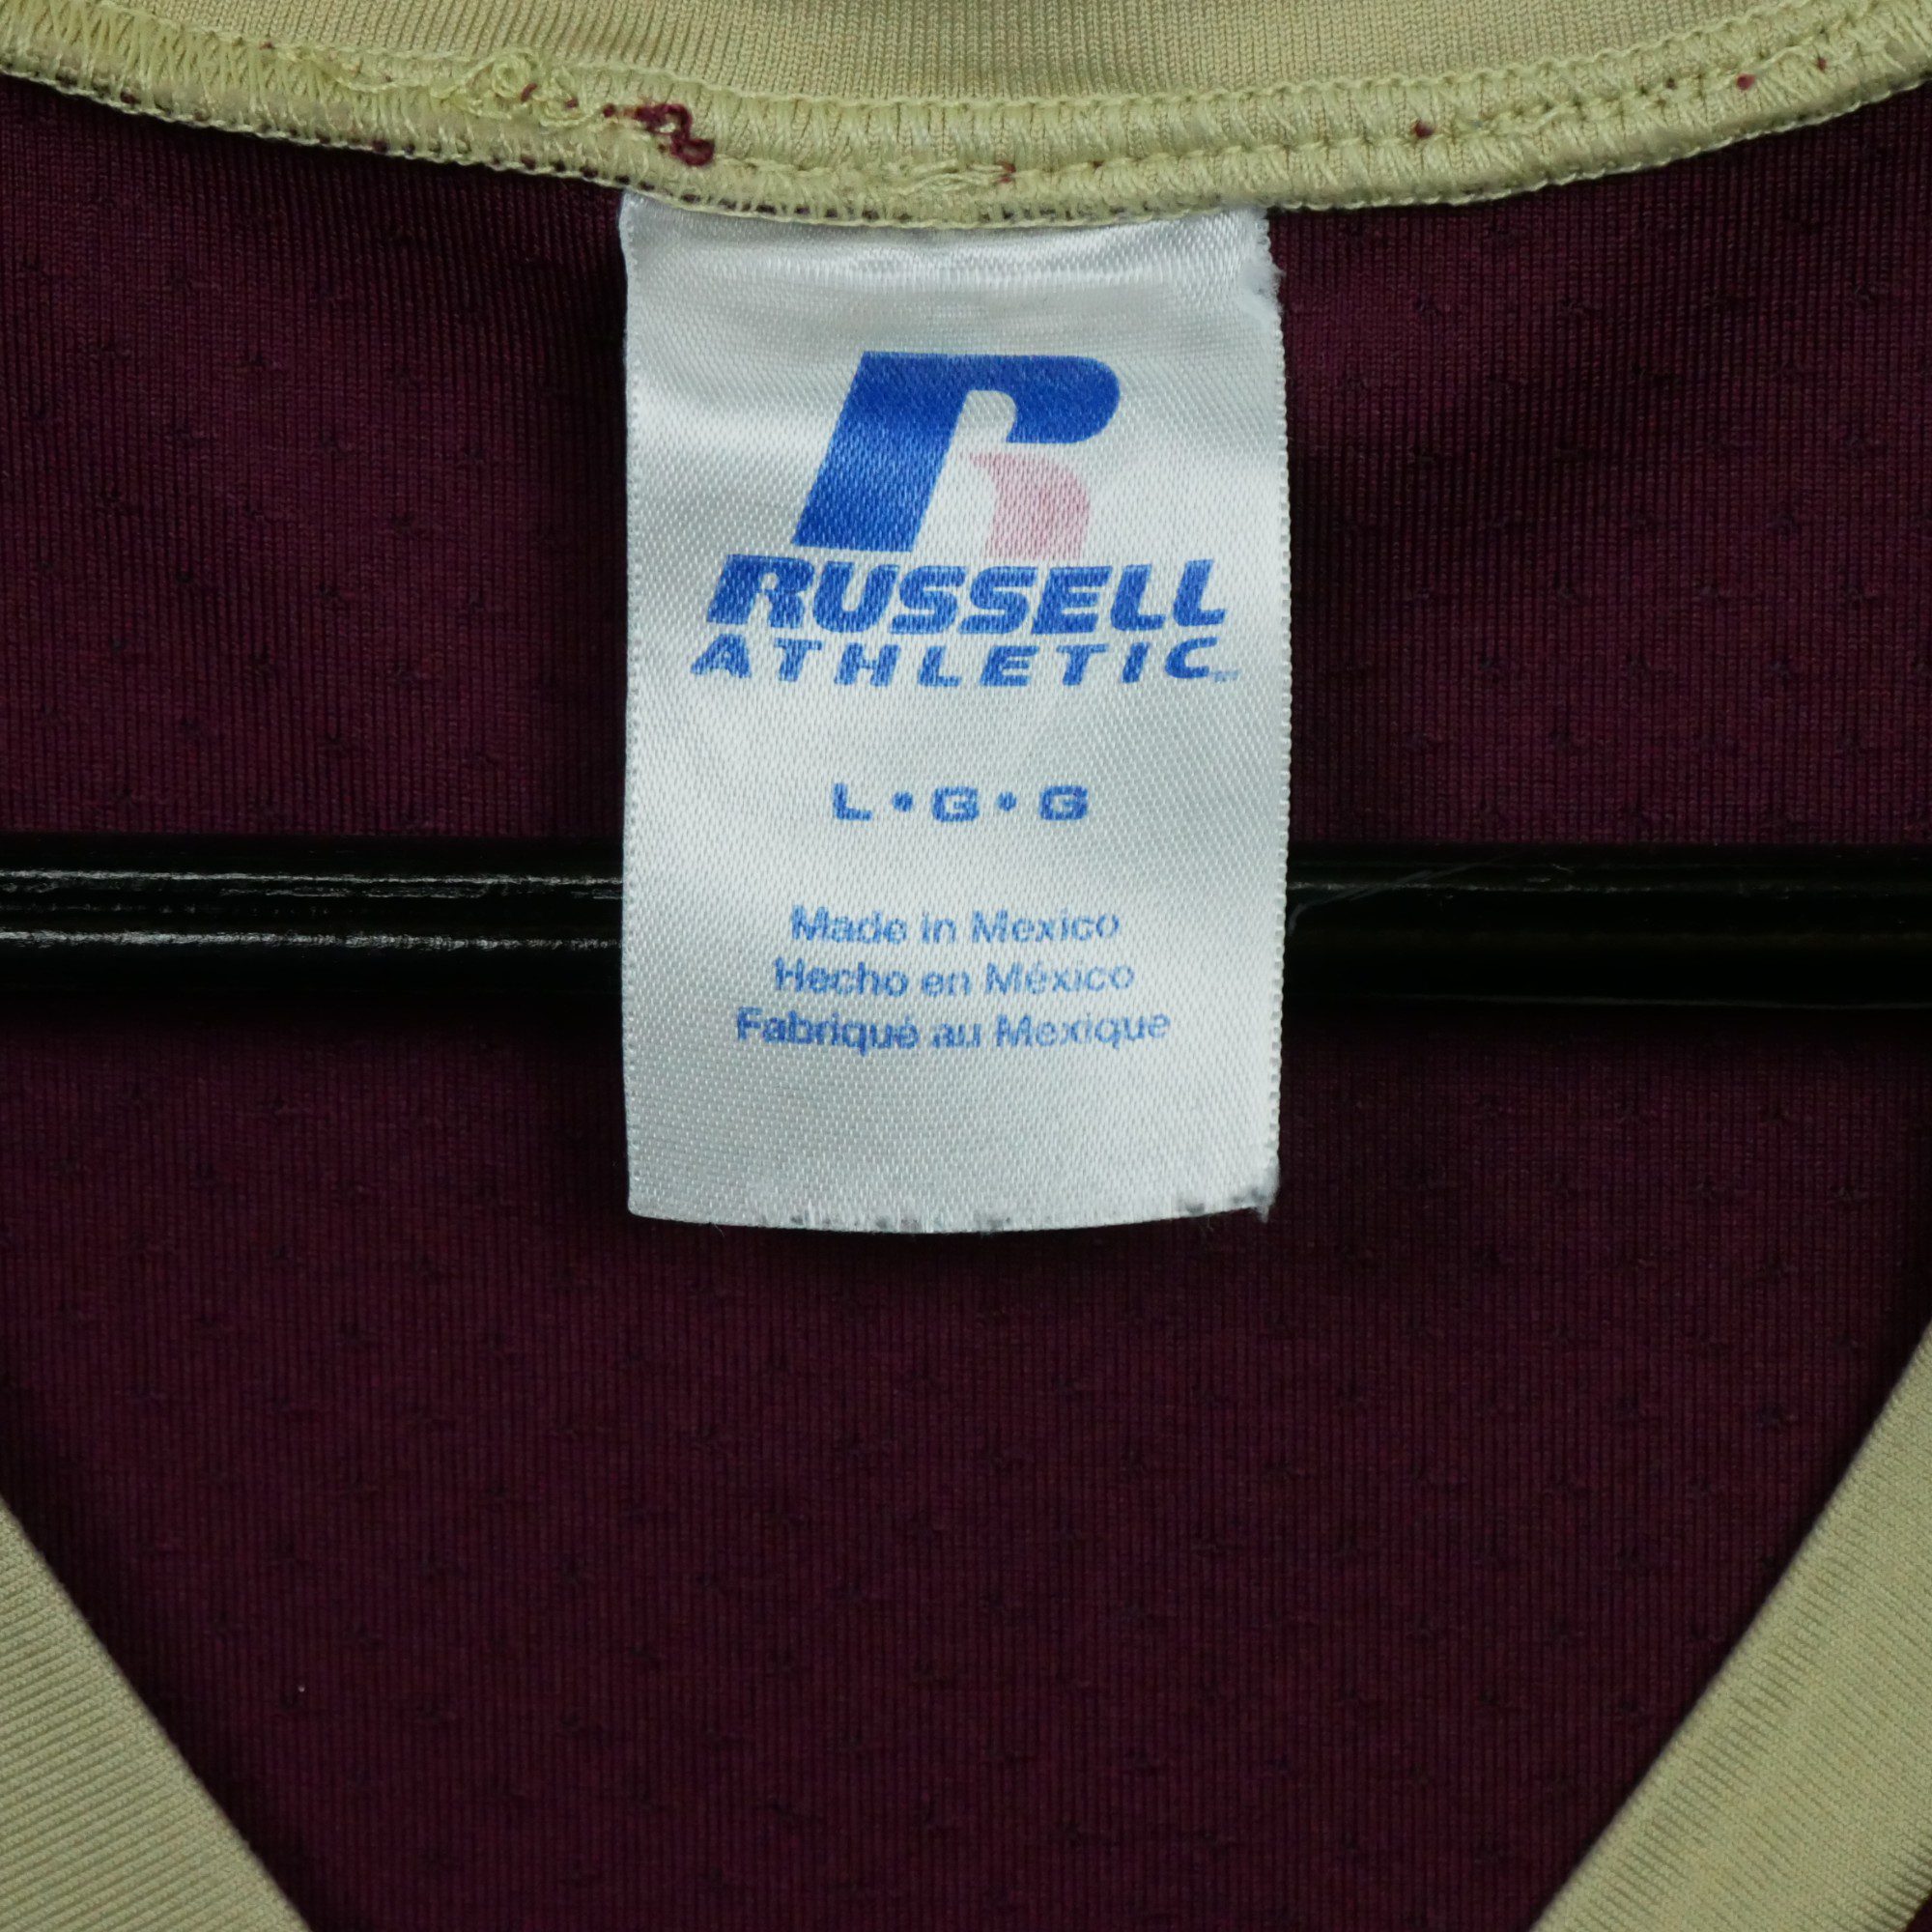 R
RUSSELL
ATHLETIC
L • G • G
Made in Mexico
Hecho en México
Fabriqué au Mexique